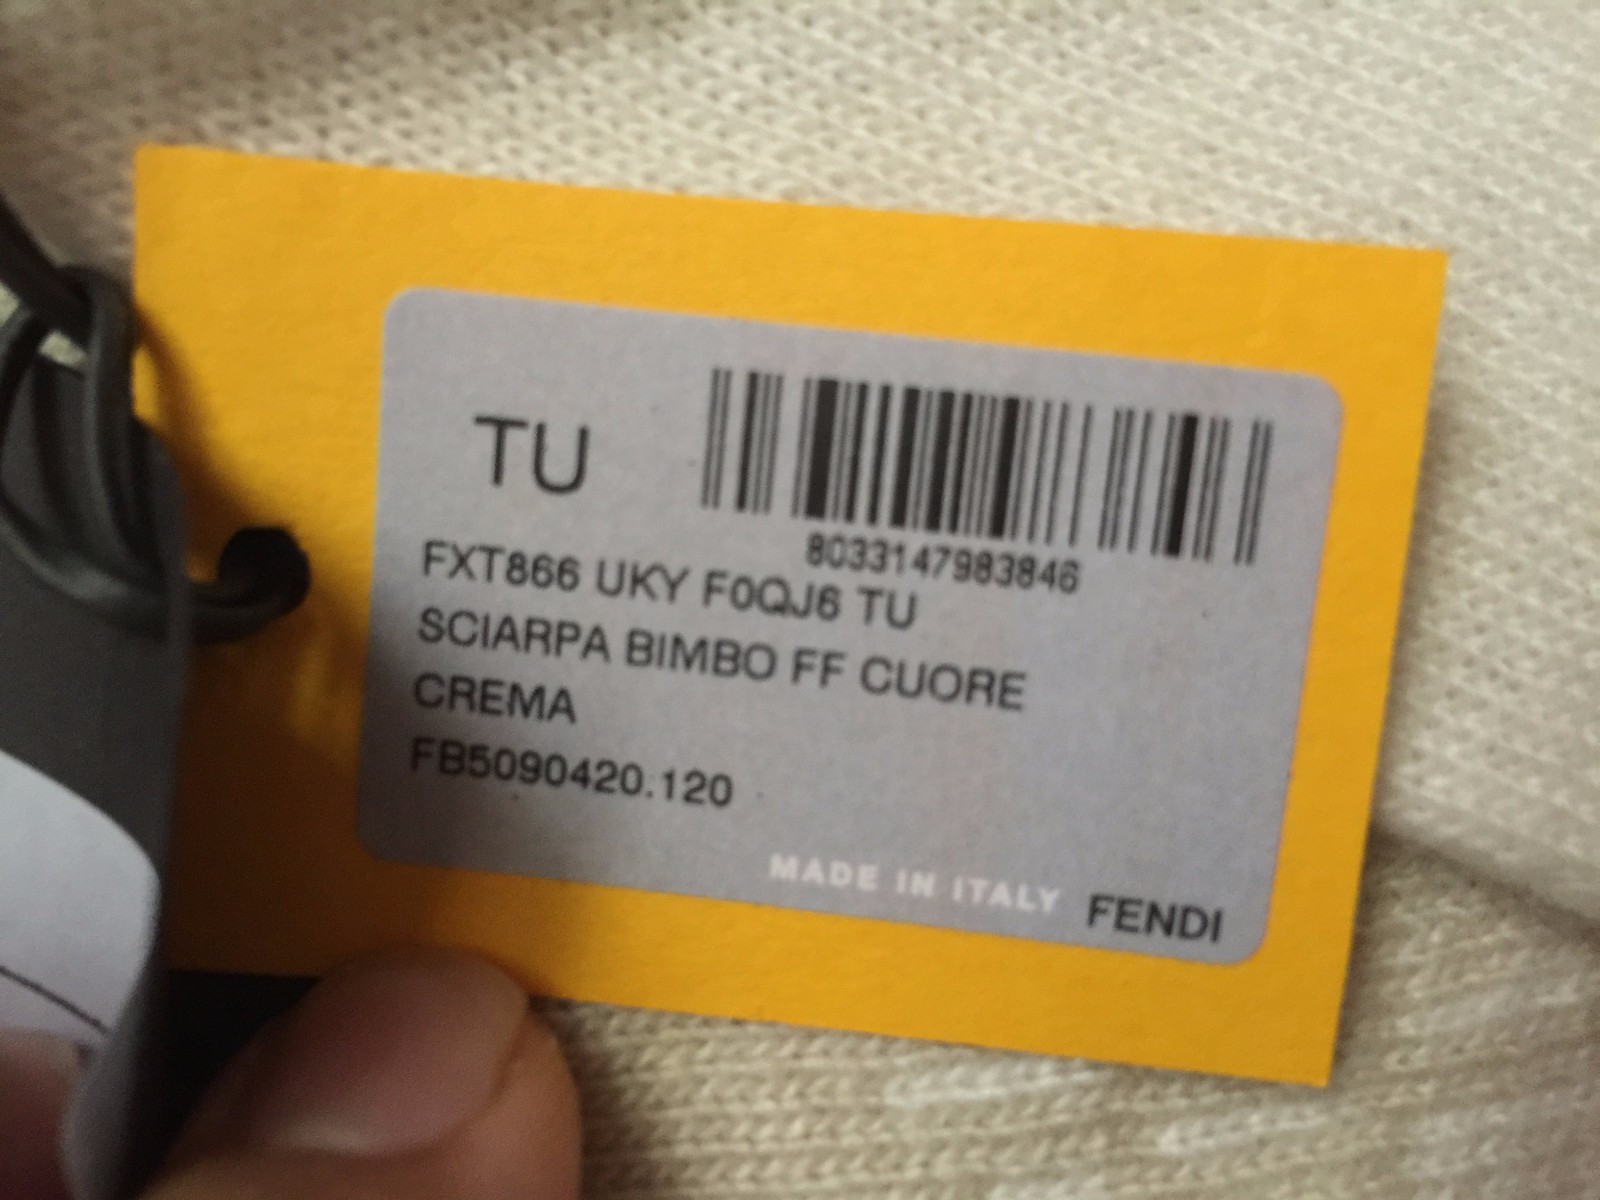 TU
8033147983846
FXT866 UKY F0QJ6 TU
SCIARPA BIMBO FF CUORE
CREMA
FB5090420.120
MADE IN ITALY FENDI